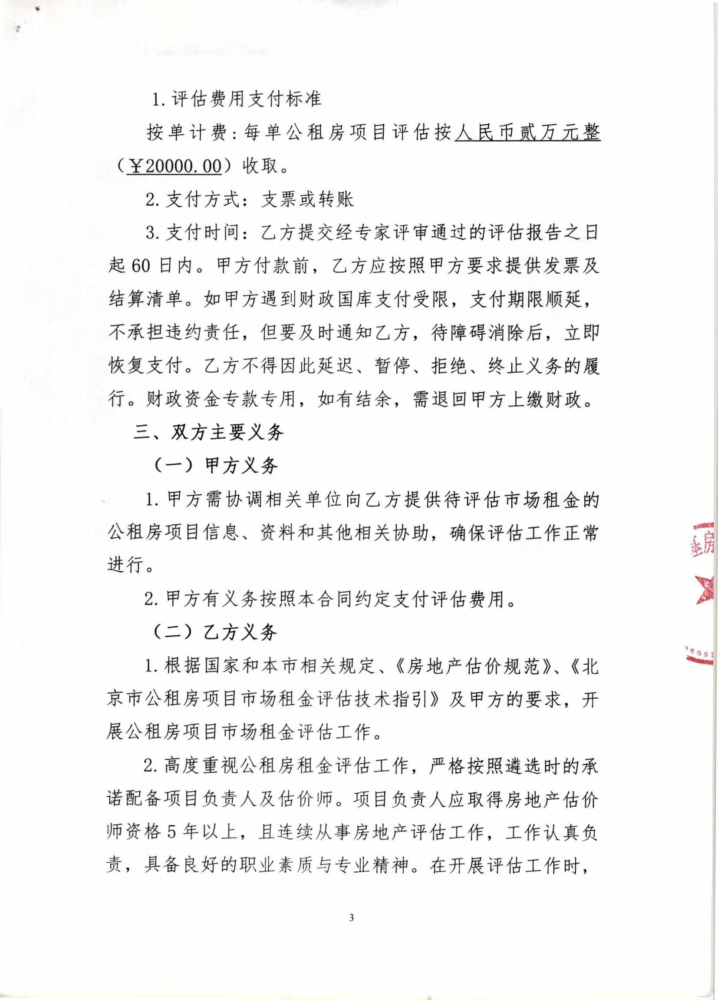 1.评估费用支付标准
按单计费:每单公租房项目评估按人民币贰万元整
(¥20000.00)收取。
2.支付方式：支票或转账
3.支付时间：乙方提交经专家评审通过的评估报告之日
起60日内。甲方付款前，乙方应按照甲方要求提供发票及
结算清单。如甲方遇到财政国库支付受限，支付期限顺延，
不承担违约责任，但要及时通知乙方，待障碍消除后，立即
恢复支付。乙方不得因此延迟、暂停、拒绝、终止义务的履
行。财政资金专款专用，如有结余，需退回甲方上缴财政。
三、双方主要义务
（一）甲方义务
1.甲方需协调相关单位向乙方提供待评估市场租金的
公租房项目信息、资料和其他相关协助，确保评估工作正常
进行。
2.甲方有义务按照本合同约定支付评估费用。
（二）乙方义务
1.根据国家和本市相关规定、《房地产估价规范》、《北
京市公租房项目市场租金评估技术指引》及甲方的要求，开
展公租房项目市场租金评估工作。
2.高度重视公租房租金评估工作，严格按照遴选时的承
诺配备项目负责人及估价师。项目负责人应取得房地产估价
师资格5年以上，且连续从事房地产评估工作，工作认真负
责，具备良好的职业素质与专业精神。在开展评估工作时，
房
6052
3